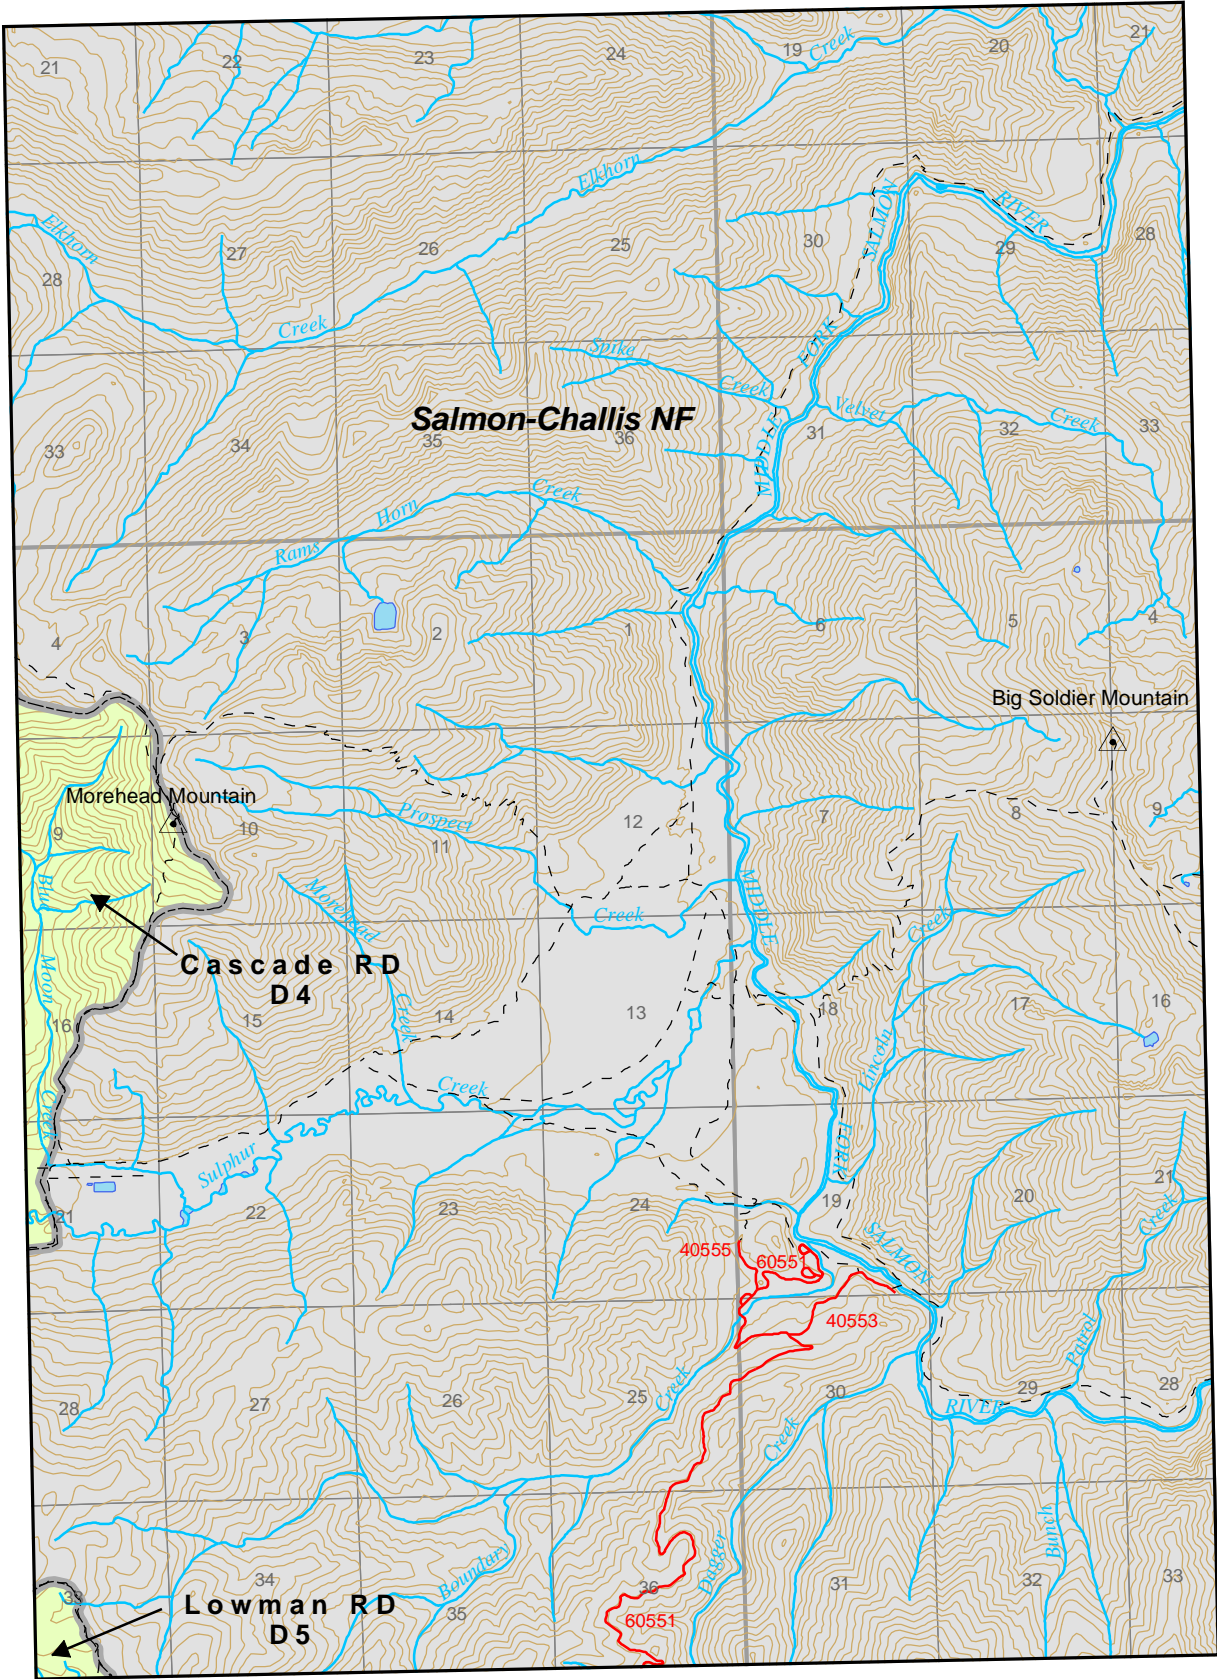 21
22
23
24
19
Creek
20
21
Elkhorn
SALMON
RIVER
Elkhorn
27
26
25
30
29
28
28
Creek
FORK
Spike
Creek
Velvet
Creek
Salmon-Challis NF
33
34
35
36
MIDDLE
31
32
33
Creek
Horn
Rams
4
3
2
1
6
5
4
Big Soldier Mountain
Morehead Mountain
9
10
Prospect
11
12
7
8
9
Blue
Morehead
MIDDLE
Creek
Creek
Cascade RD
D4
Moon
16
15
Creek
14
13
18
17
16
Lincoln
Creek
Creek
FORK
Sulphur
21
22
23
24
19
20
21
Creek
SALMON
40555
60551
40553
Patrol
28
27
26
25
Creek
30
29
28
RIVER
Creek
Bunch
Dagger
Boundary
33
34
35
36
31
32
33
Lowman RD
D5
60551